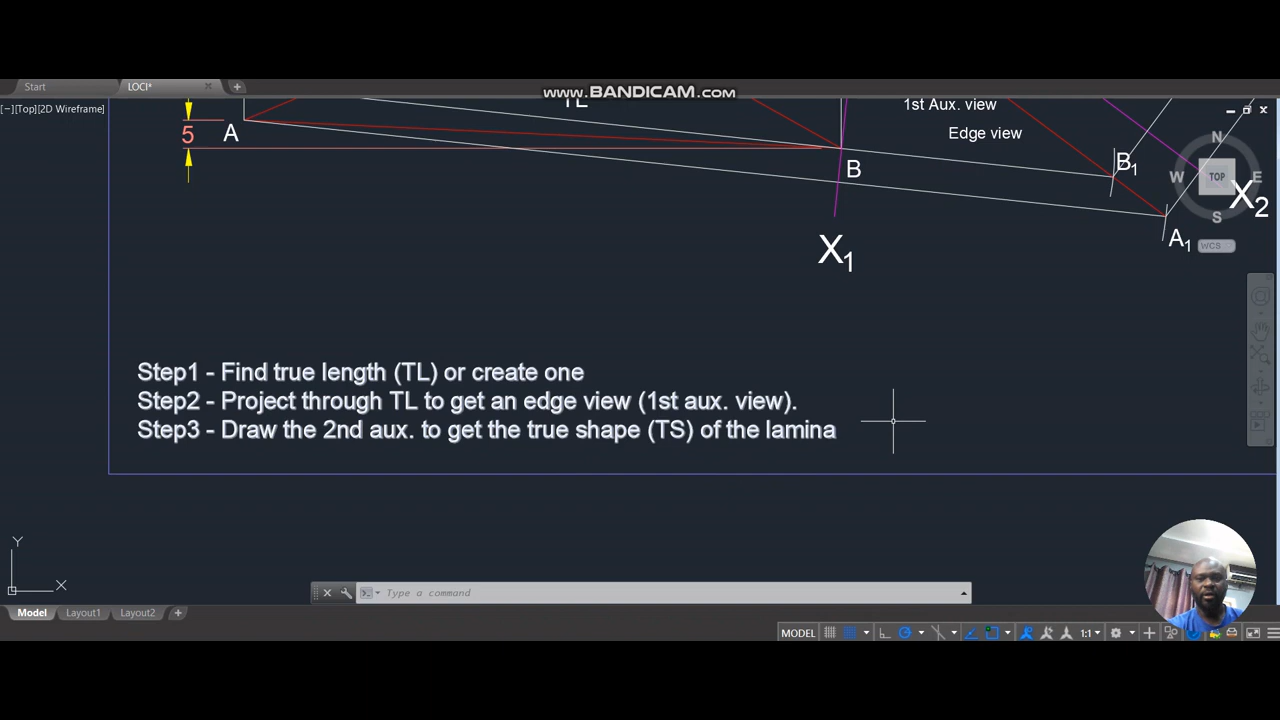 Start
LOCI*
www.BANDICAM.com
[−][Top][2D Wireframe]
TL
1st Aux. view
Edge view
5
A
B
B1
A1
X1
X2
N
W
TOP
E
S
WCS
Step1 - Find true length (TL) or create one
Step2 - Project through TL to get an edge view (1st aux. view).
Step3 - Draw the 2nd aux. to get the true shape (TS) of the lamina
Y
X
Type a command
Model
Layout1
Layout2
MODEL
1:1